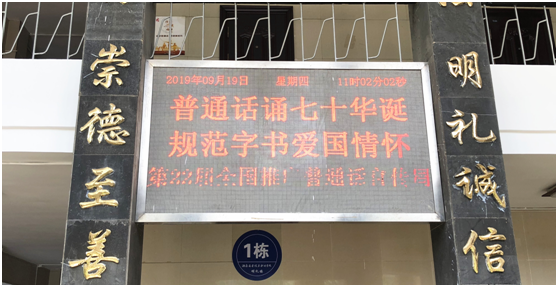 崇德至善
2019年09月19日 星期四 11时02分02秒
普通话诵七十华诞
规范字书爱国情怀
第22届全国推广普通话宣传周
明礼诚信
1栋